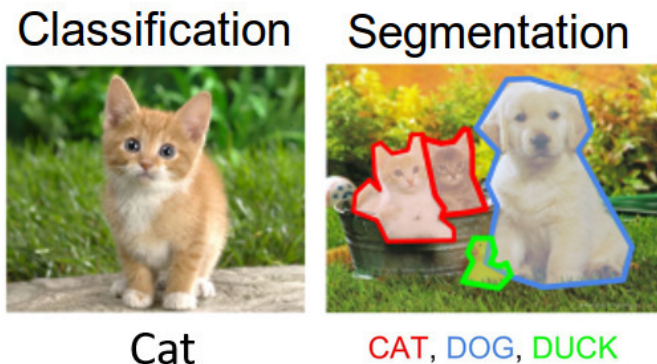 Classification
Segmentation
Cat
CAT, DOG, DUCK